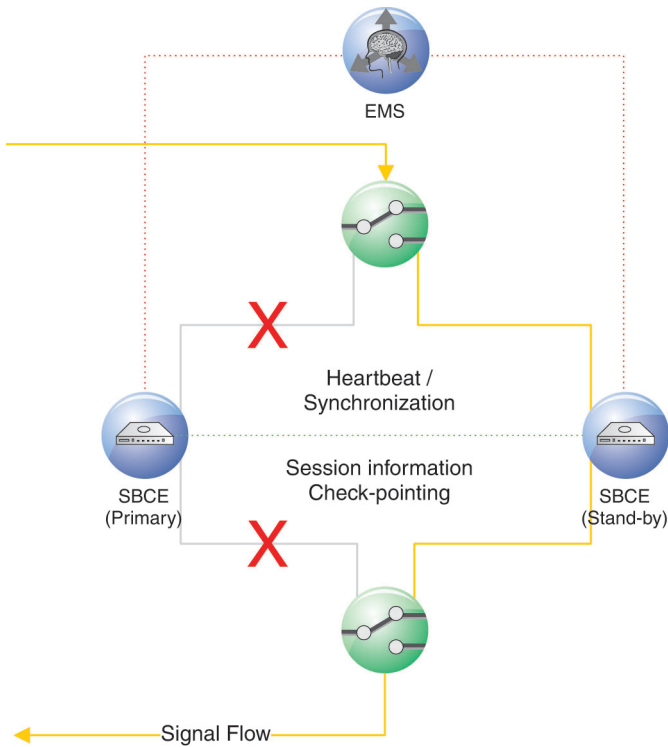 EMS
Heartbeat /
Synchronization
Session information
Check-pointing
SBCE
(Primary)
SBCE
(Stand-by)
Signal Flow